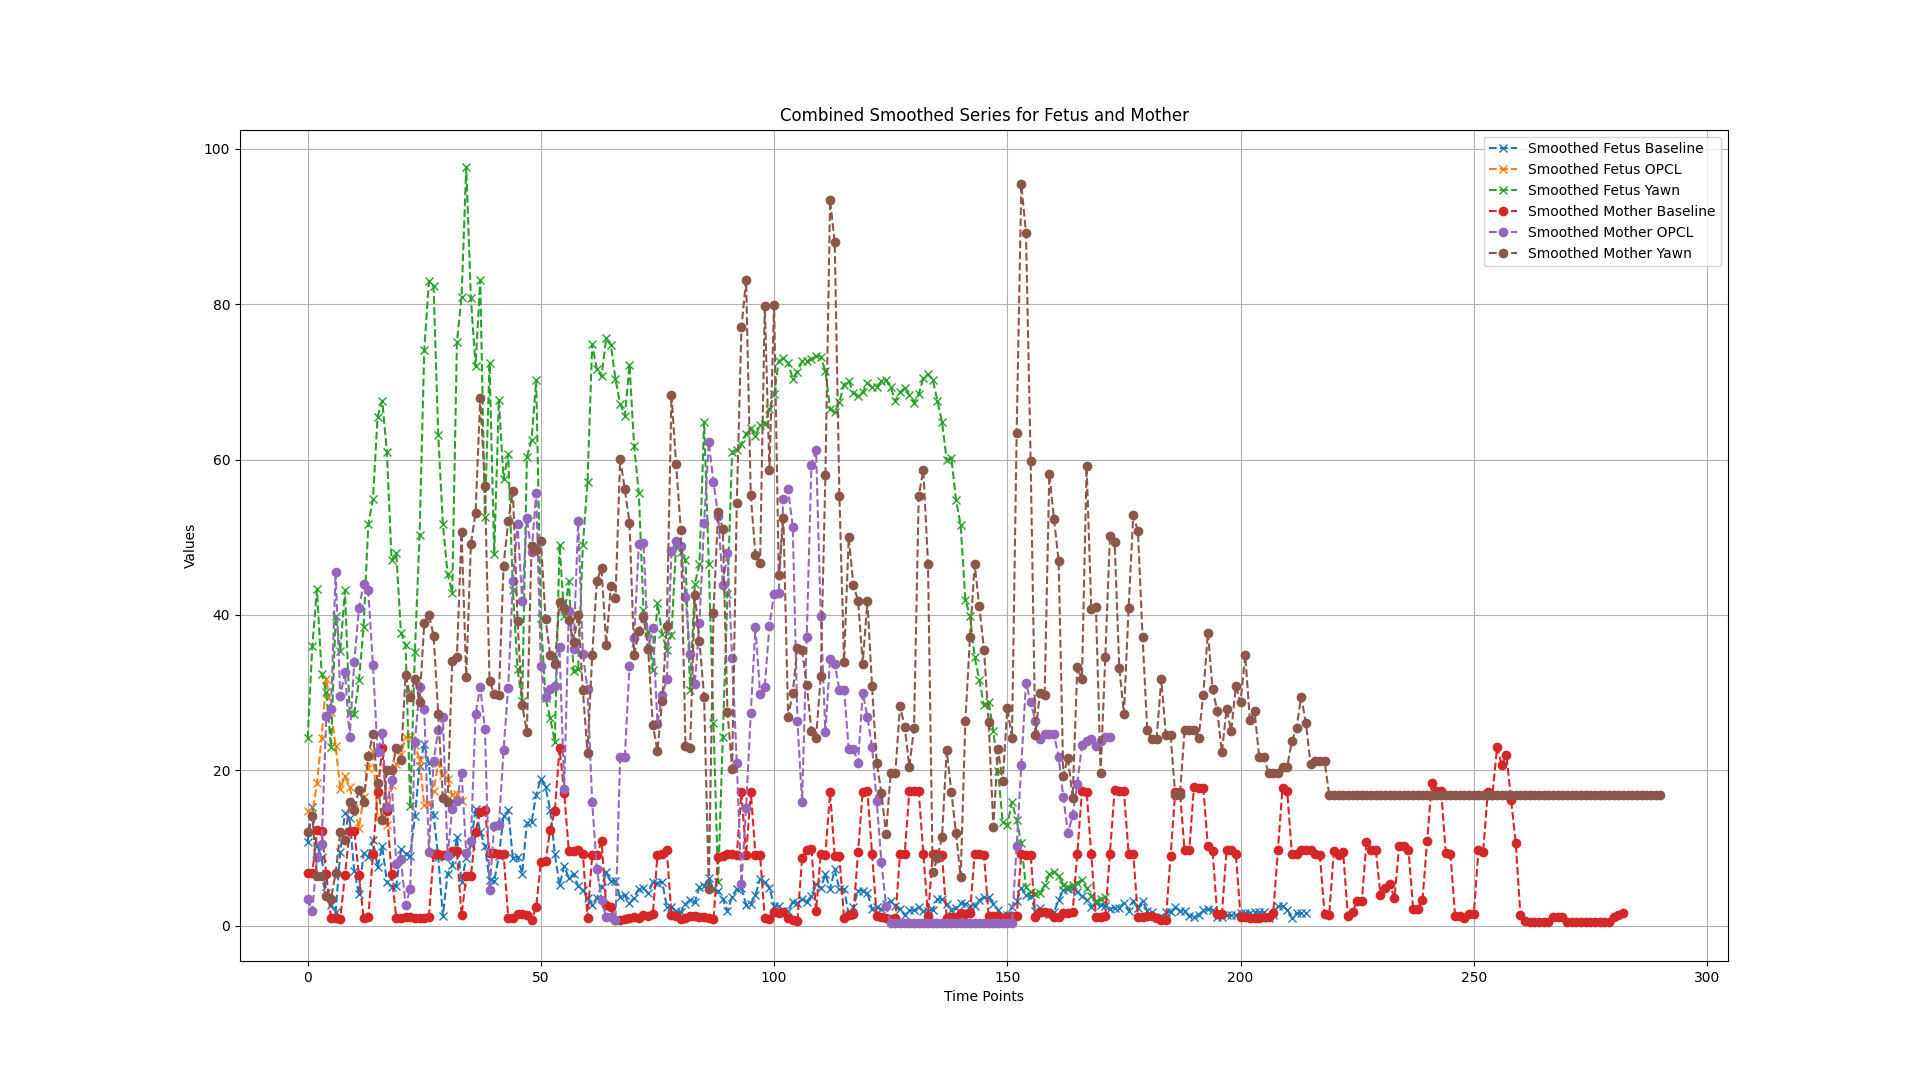 Combined Smoothed Series for Fetus and Mother
Smoothed Fetus Baseline
Smoothed Fetus OPCL
Smoothed Fetus Yawn
Smoothed Mother Baseline
Smoothed Mother OPCL
Smoothed Mother Yawn
Values
100
80
60
40
20
0
0 50 100 150 200 250 300
Time Points